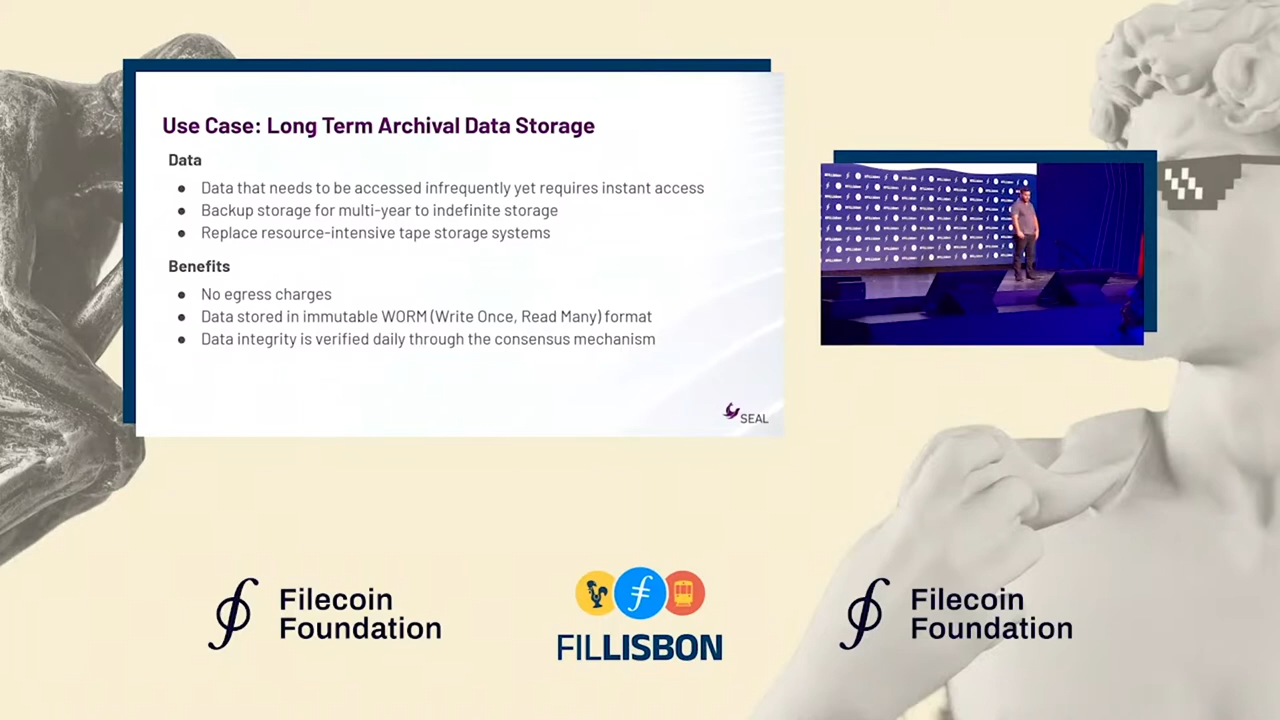 Use Case: Long Term Archival Data Storage
Data
● Data that needs to be accessed infrequently yet requires instant access
● Backup storage for multi-year to indefinite storage
● Replace resource-intensive tape storage systems
Benefits
● No egress charges
● Data stored in immutable WORM (Write Once, Read Many) format
● Data integrity is verified daily through the consensus mechanism
SEAL
Filecoin
Foundation
FILLISBON
Filecoin
Foundation